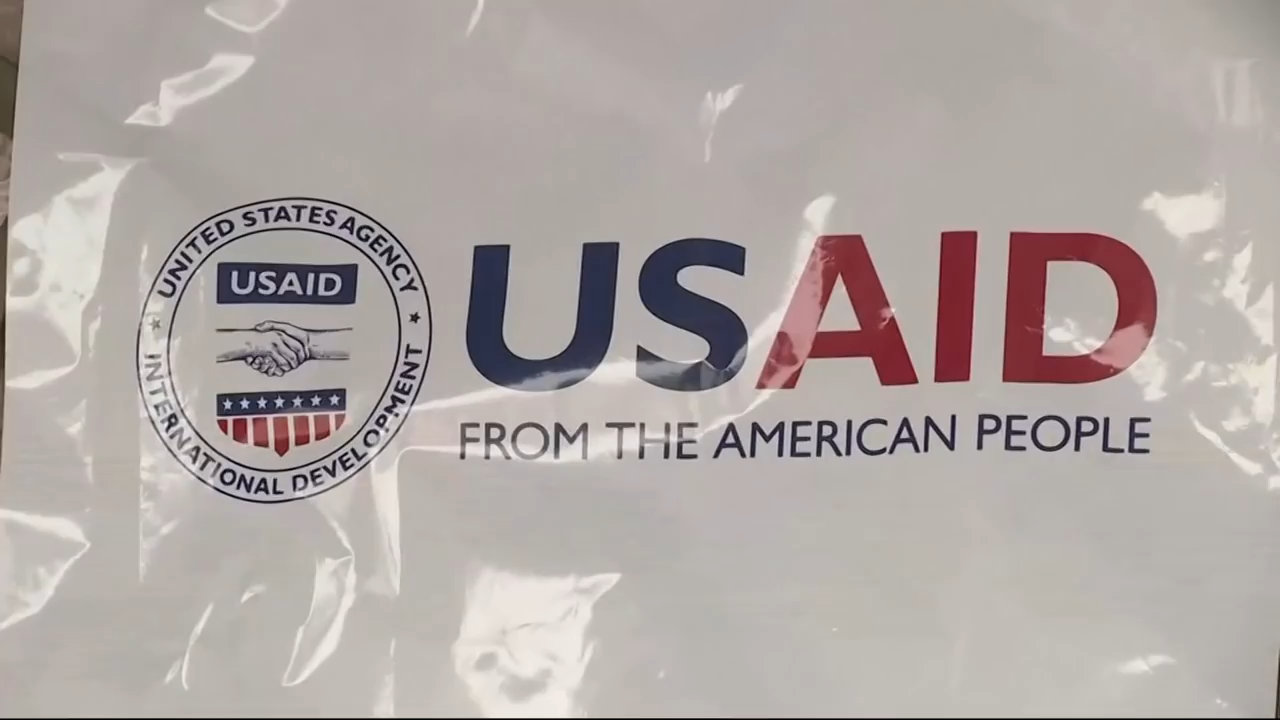 UNITED STATES AGENCY
USAID
INTERNATIONAL DEVELOPMENT
USAID
FROM THE AMERICAN PEOPLE